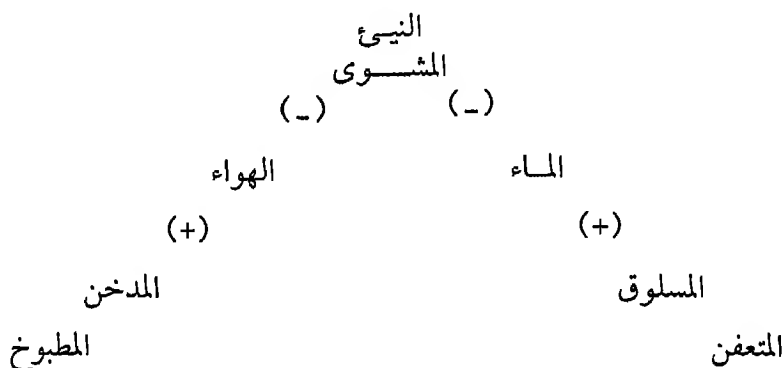 النيئ
المشوى
(-) (-)
الماء الهواء
(+) (+)
المسلوق المدخن
المتعفن المطبوخ